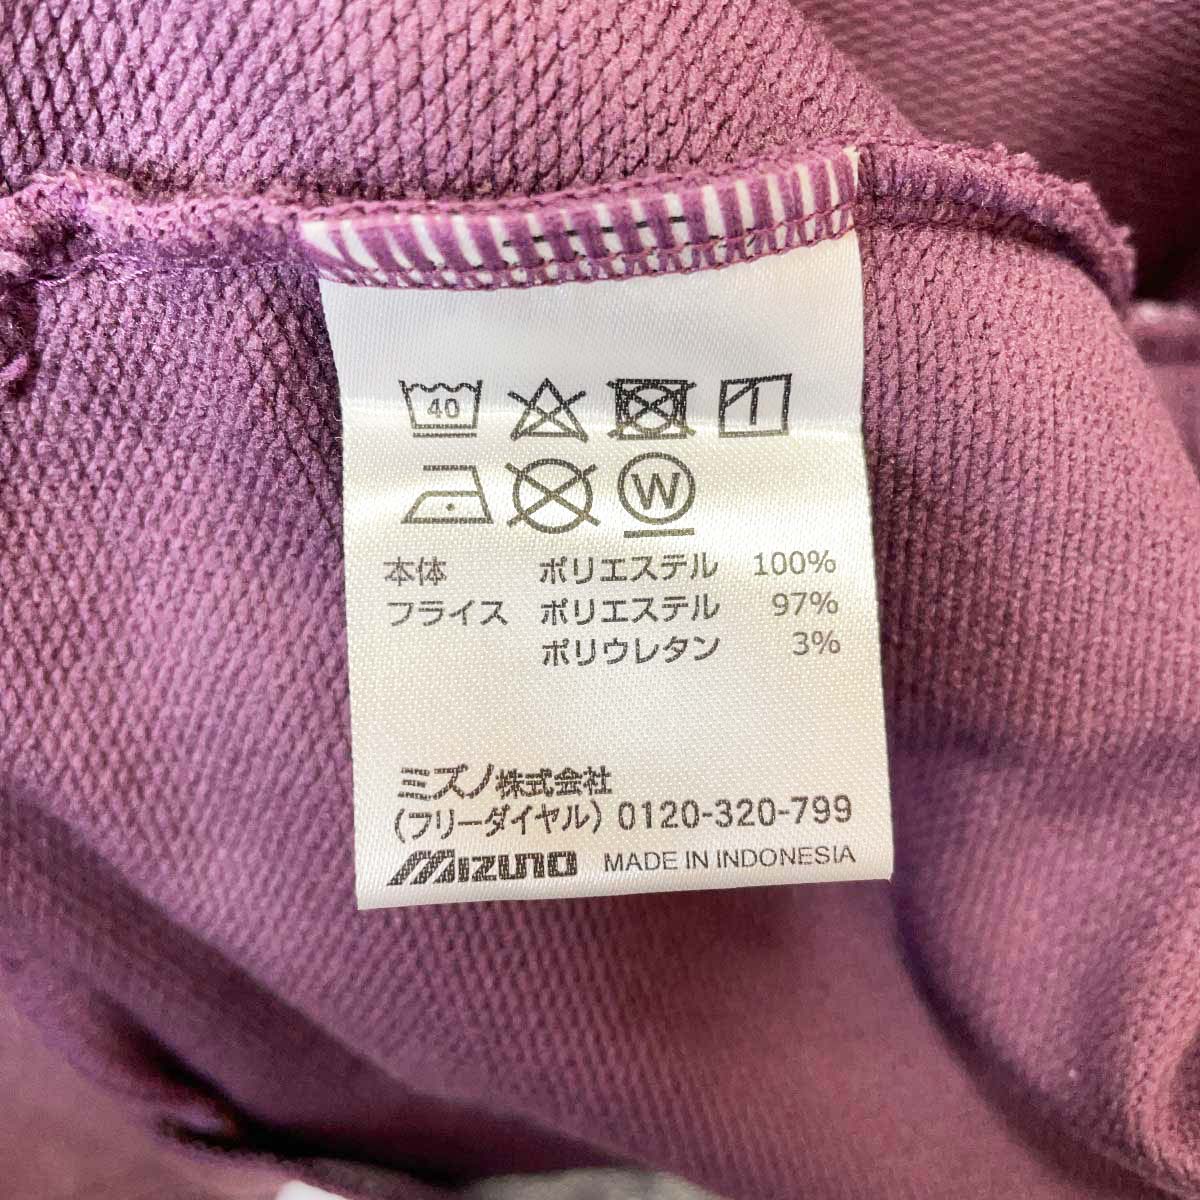 40
W
本体 ポリエステル 100%
フライス ポリエステル 97%
ポリウレタン 3%
ミズノ株式会社
(フリーダイヤル) 0120-320-799
MIZUNO MADE IN INDONESIA